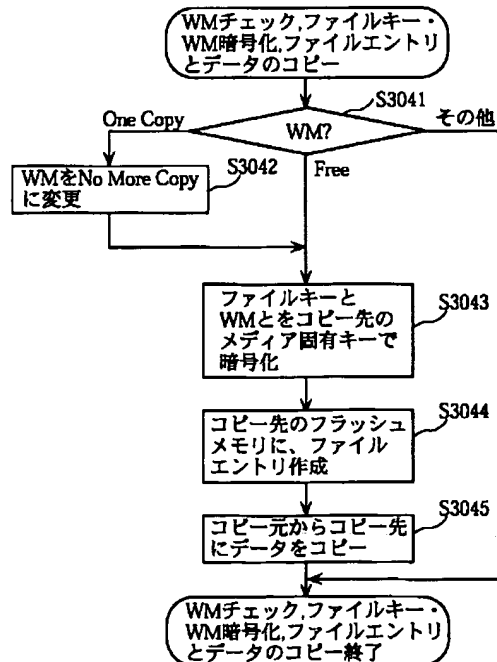 WMチェック,ファイルキー・
WM暗号化,ファイルエントリ
とデータのコピー
S3041
One Copy
その他
WM?
S3042
Free
WMをNo More Copy
に変更
ファイルキーと
WMとをコピー先の
メディア固有キーで
暗号化
S3043
コピー先のフラッシュ
メモリに、ファイル
エントリ作成
S3044
コピー元からコピー先
にデータをコピー
S3045
WMチェック,ファイルキー・
WM暗号化,ファイルエントリ
とデータのコピー終了